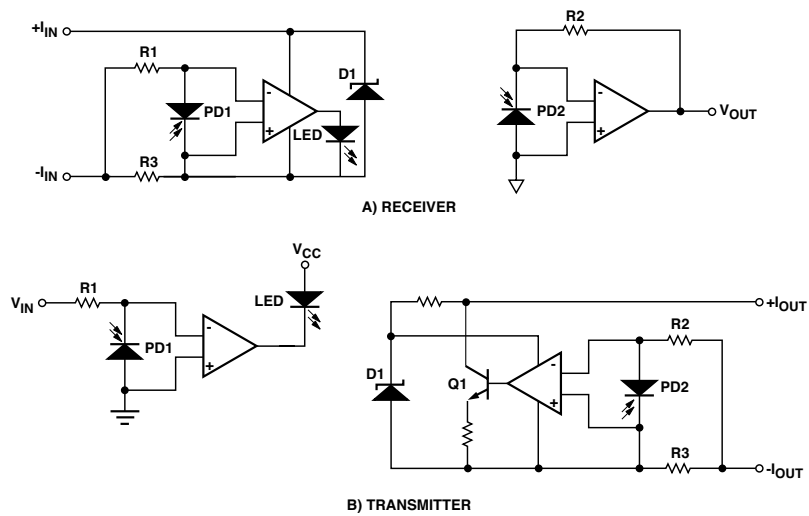 +IIN
R1
PD1
-
+
LED
D1
R3
-IIN
R2
PD2
-
+
VOUT
A) RECEIVER
VIN
R1
PD1
-
+
VCC
LED
D1
Q1
-
+
R2
PD2
R3
+IOUT
-IOUT
B) TRANSMITTER